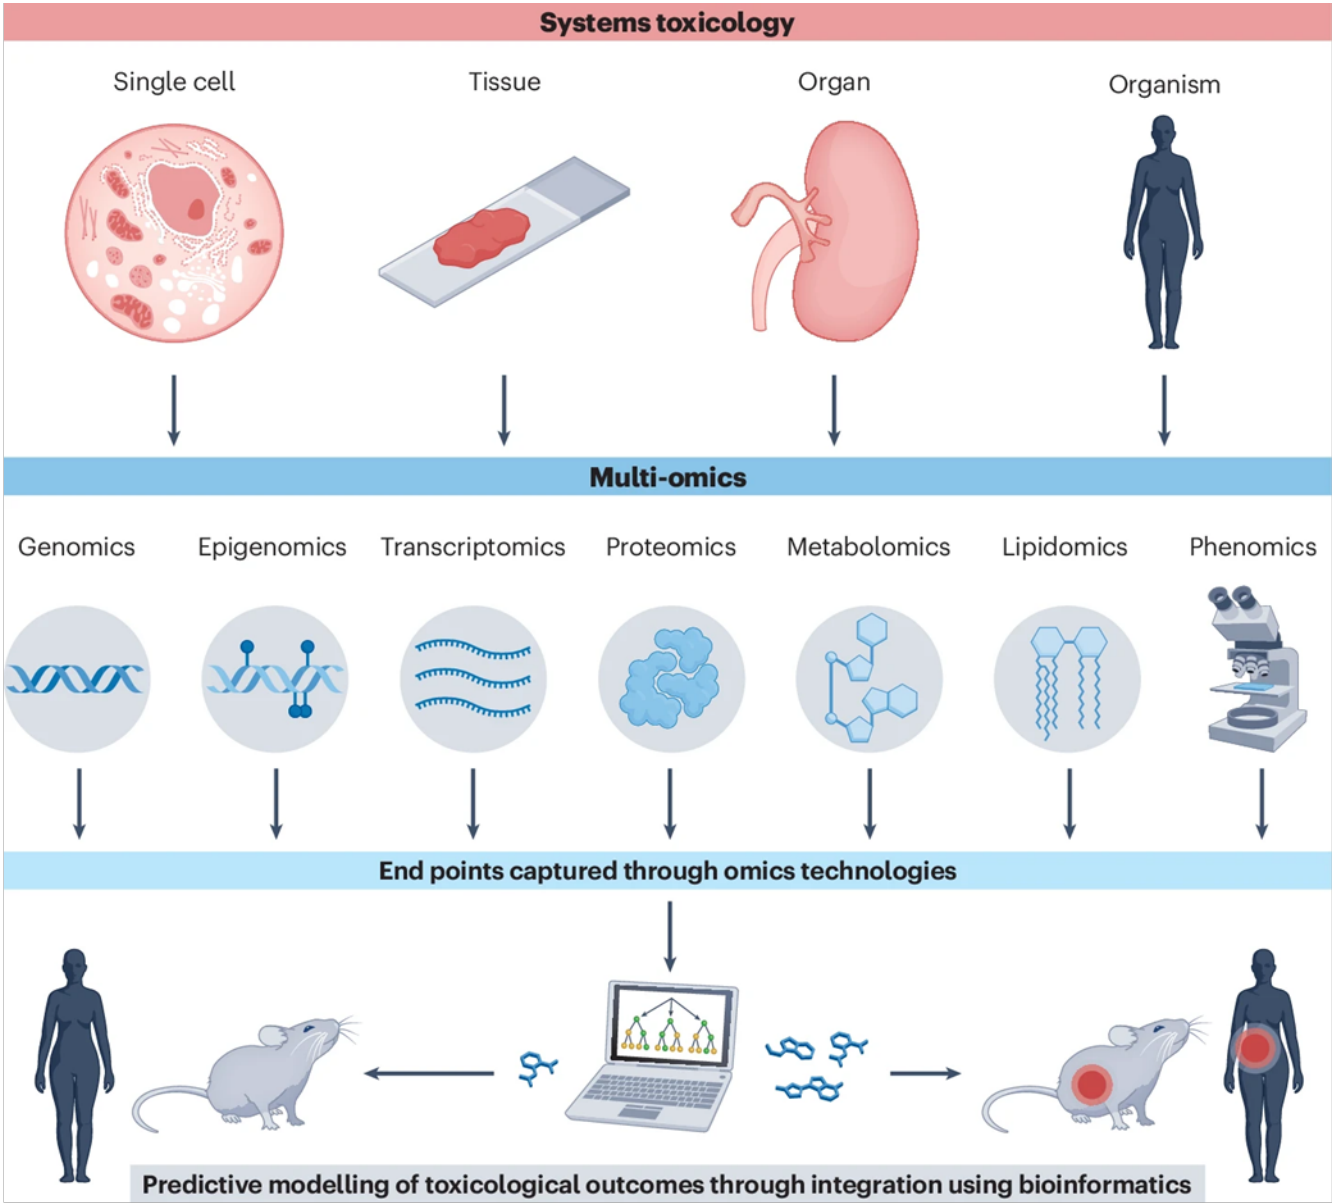 Systems toxicology
Single cell
Tissue
Organ
Organism
Multi-omics
Genomics
Epigenomics
Transcriptomics
Proteomics
Metabolomics
Lipidomics
Phenomics
End points captured through omics technologies
Predictive modelling of toxicological outcomes through integration using bioinformatics